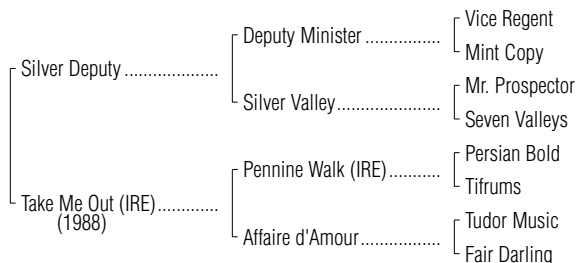 Vice Regent
Deputy Minister ................
Mint Copy
Silver Deputy ....................
Mr. Prospector
Silver Valley......................
Seven Valleys
Persian Bold
Pennine Walk (IRE)...........
Tifrums
Take Me Out (IRE).............
(1988)
Tudor Music
Affaire d'Amour.................
Fair Darling